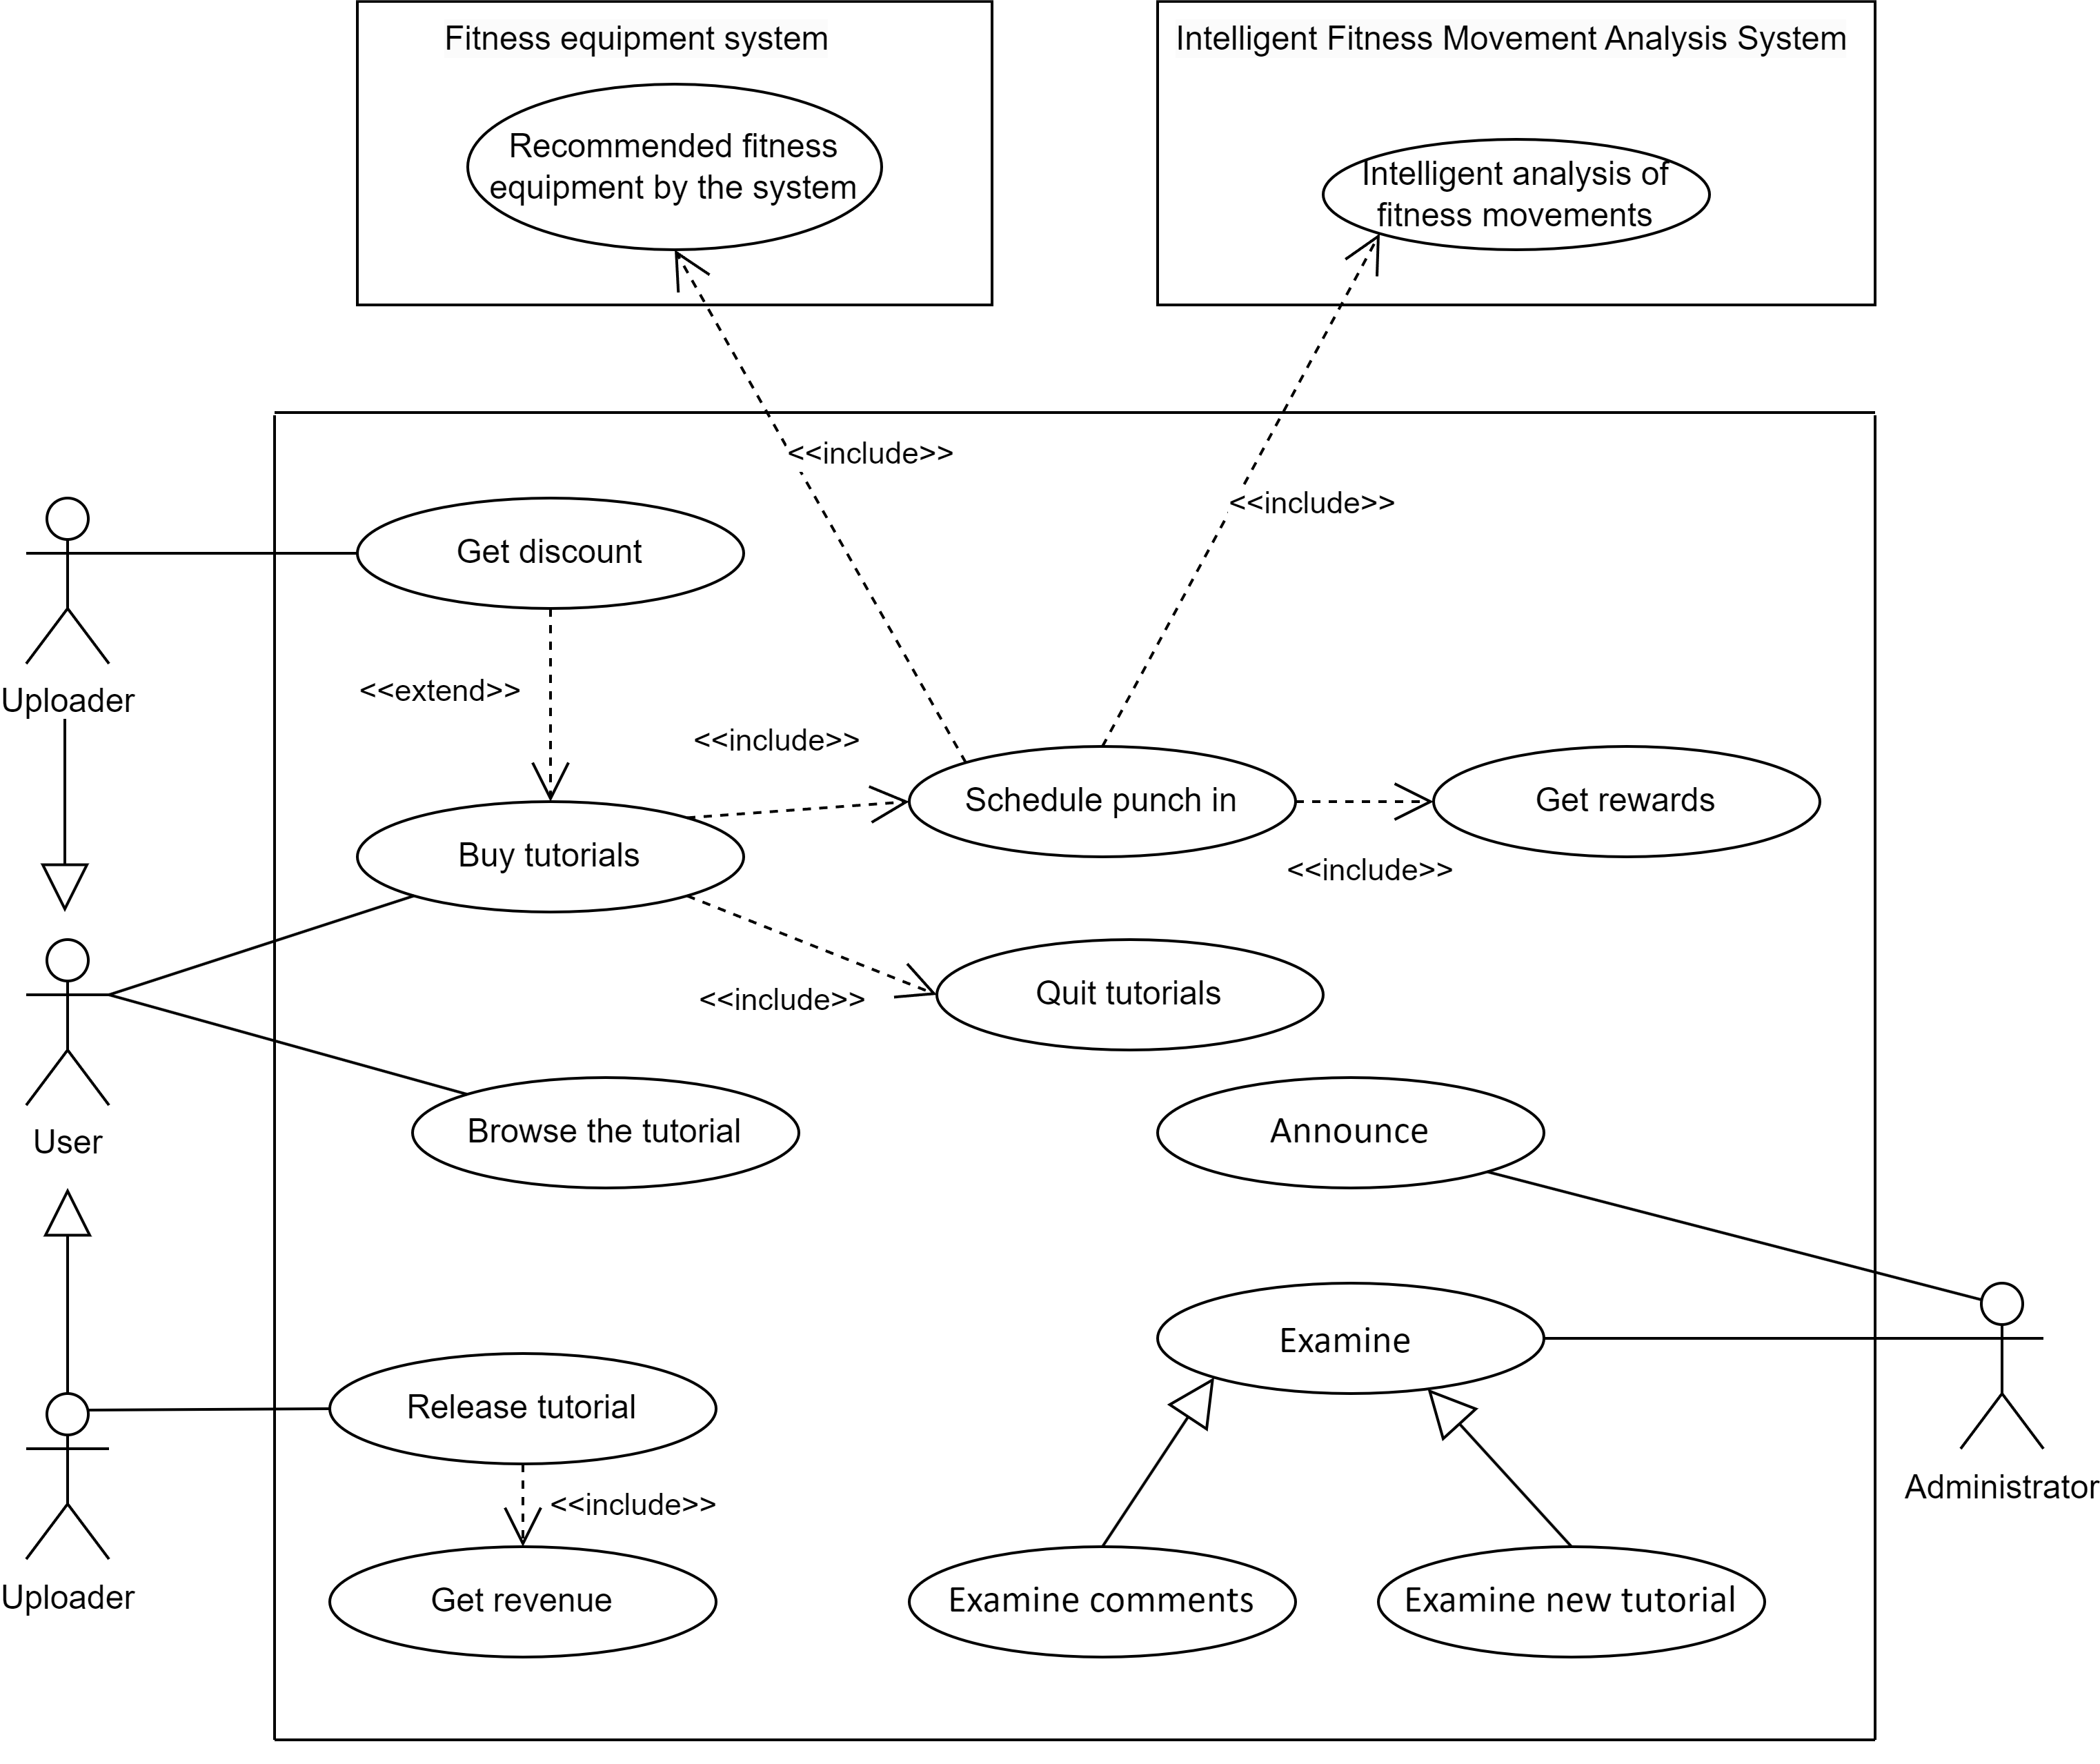 Fitness equipment system
Intelligent Fitness Movement Analysis System
Recommended fitness
equipment by the system
Intelligent analysis of
fitness movements
<<include>>
<<include>>
Get discount
Uploader
<<extend>>
<<include>>
Schedule punch in
Get rewards
Buy tutorials
<<include>>
Quit tutorials
<<include>>
User
Browse the tutorial
Announce
Examine
Release tutorial
Administrator
<<include>>
Uploader
Get revenue
Examine comments
Examine new tutorial